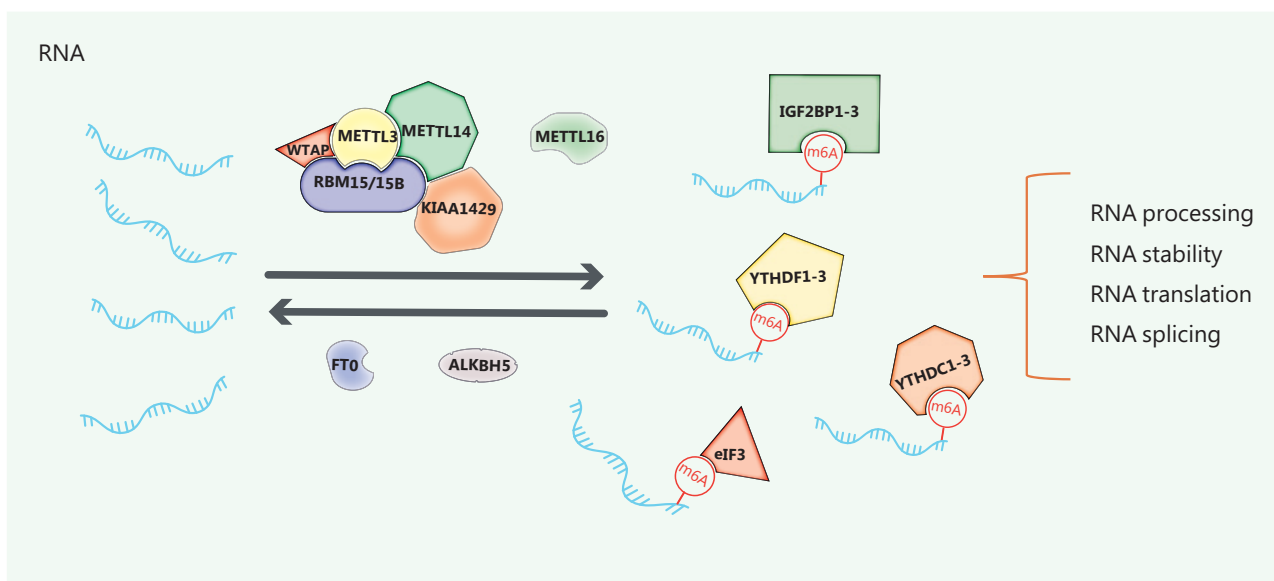 RNA
WTAP
METTL3
METTL14
RBM15/15B
KIAA1429
METTL16
FTO
ALKBH5
IGF2BP1-3
m6A
YTHDF1-3
m6A
YTHDC1-3
m6A
eIF3
m6A
RNA processing
RNA stability
RNA translation
RNA splicing